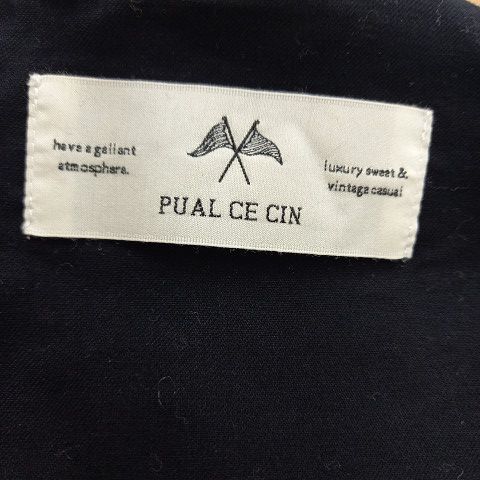 have a gallant
atmosphere.
luxury sweet &
vintage casual
PUAL CE CIN